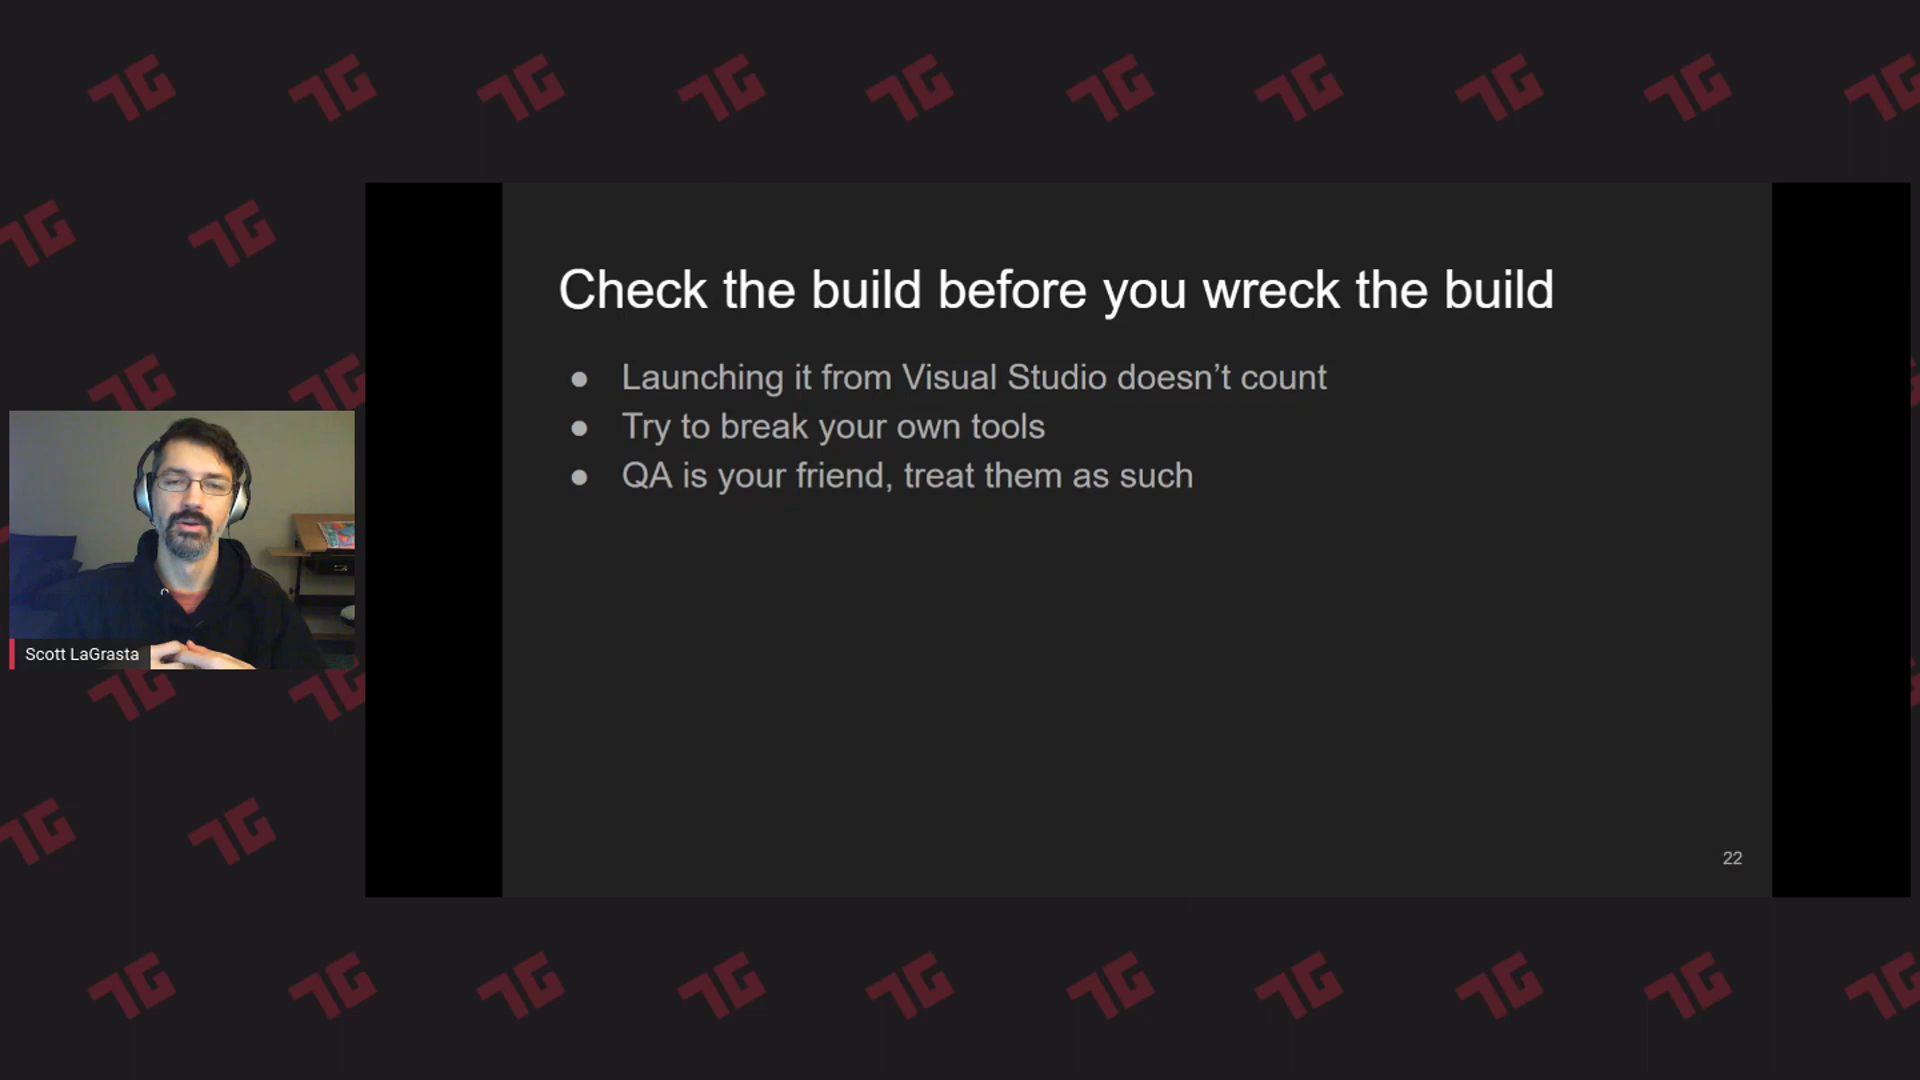 Check the build before you wreck the build
● Launching it from Visual Studio doesn’t count
● Try to break your own tools
● QA is your friend, treat them as such
Scott LaGrasta
22